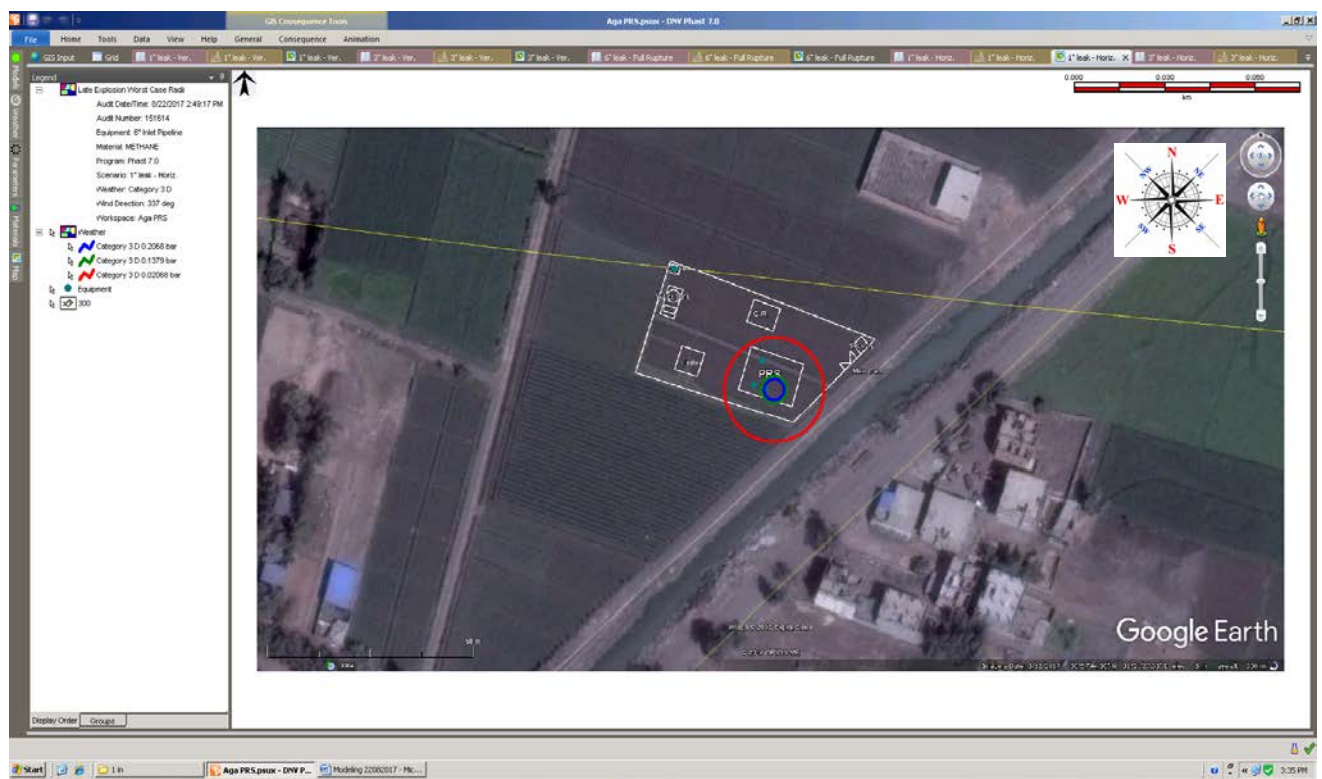 GIS Consequence Tools
Aga PRS.psux - DNV Phast 7.0
File Home Tools Data View Help General Consequence Animation
GIS Input Grid 1" leak - Ver. 1" leak - Ver. 1" leak - Ver. 3" leak - Ver. 3" leak - Ver. 3" leak - Ver. 6" leak - Full Rupture 6" leak - Full Rupture 6" leak - Full Rupture 1" leak - Horiz. 1" leak - Horiz. 1" leak - Horiz. X 3" leak - Horiz. 3" leak - Horiz.
Models
Weather
Parameters
Materials
Map
Legend
Late Explosion Worst Case Radii
Audit Date/Time: 8/22/2017 2:49:17 PM
Audit Number: 151614
Equipment: 6" Inlet Pipeline
Material: METHANE
Program: Phast 7.0
Scenario: 1" leak - Horiz.
Weather: Category 3 D
Wind Direction: 337 deg
Workspace: Aga PRS
Weather
Category 3 D 0.2068 bar
Category 3 D 0.1379 bar
Category 3 D 0.02068 bar
Equipment
300
0.000 0.030 0.060
km
N
NW NE
W E
SW SE
S
C.R
PRS
Google Earth
Display Order Groups
Start 1 in Aga PRS.psux - DNV P... Modeling 22082017 - Mic... 3:35 PM